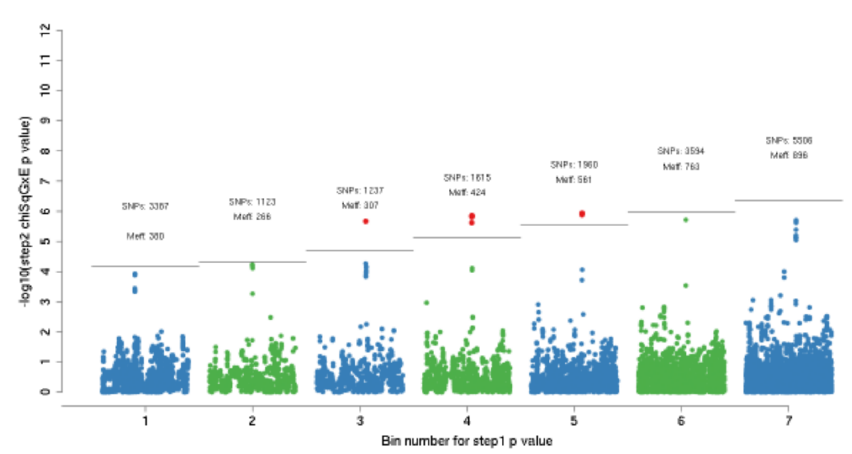 -log10(step2 chiSqGxE p value)
12
11
10
9
8
7
6
5
4
3
2
1
0
SNPs: 3387
Meff: 380
SNPs: 1123
Meff: 266
SNPs: 1237
Meff: 307
SNPs: 1615
Meff: 424
SNPs: 1960
Meff: 561
SNPs: 3594
Meff: 763
SNPs: 5506
Meff: 896
1 2 3 4 5 6 7
Bin number for step1 p value